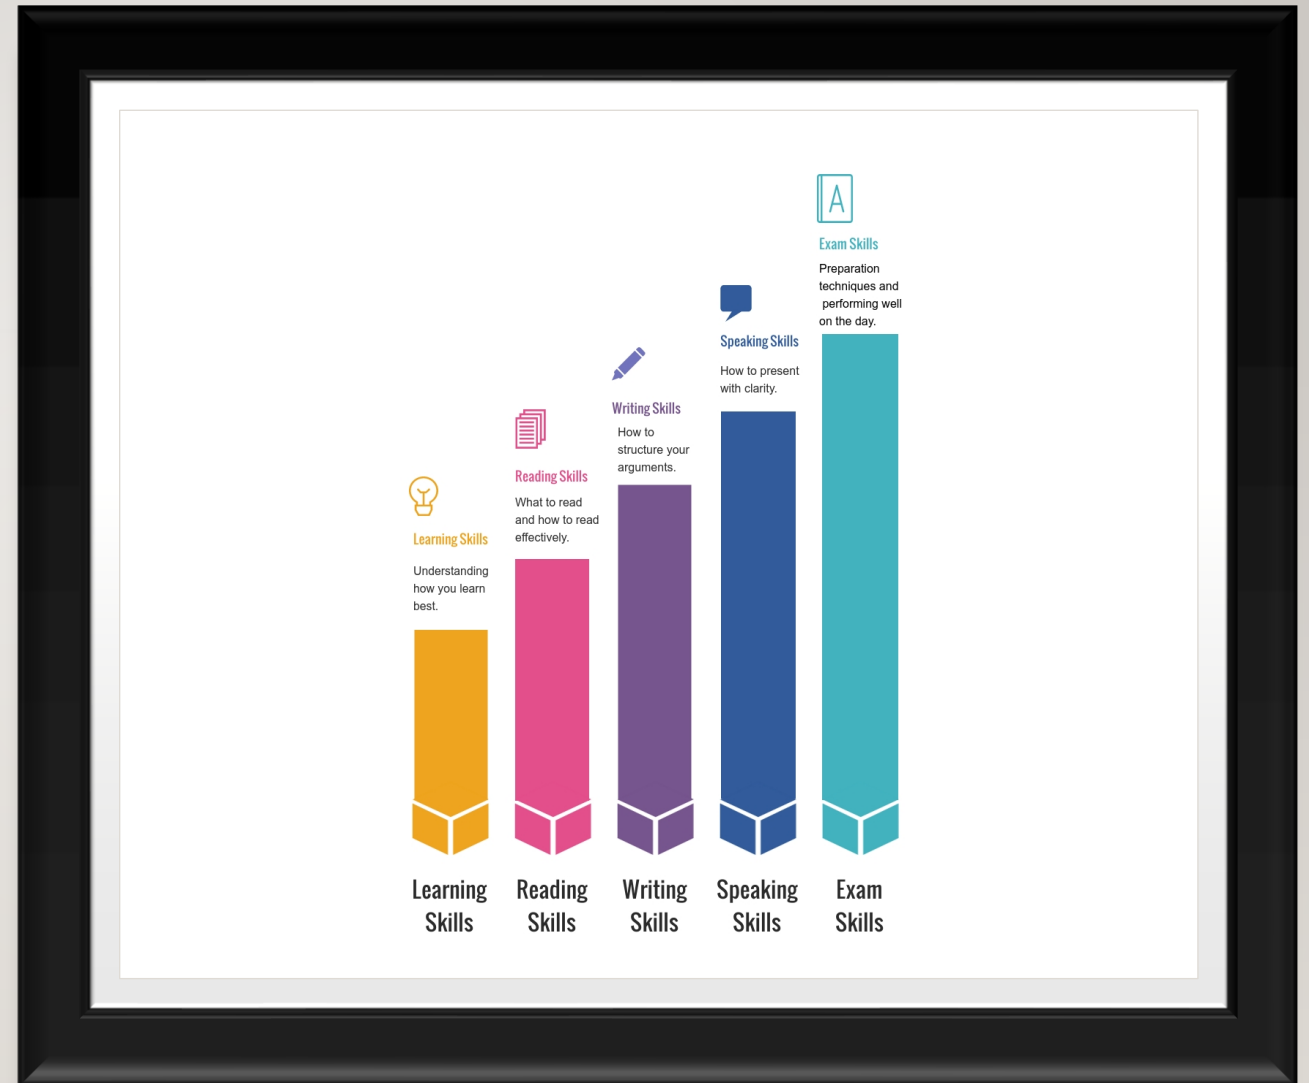 A
Exam Skills
Preparation
techniques and
performing well
on the day.
Speaking Skills
How to present
with clarity.
Writing Skills
How to
structure your
arguments.
Reading Skills
What to read
and how to read
effectively.
Learning Skills
Understanding
how you learn
best.
Learning
Skills
Reading
Skills
Writing
Skills
Speaking
Skills
Exam
Skills